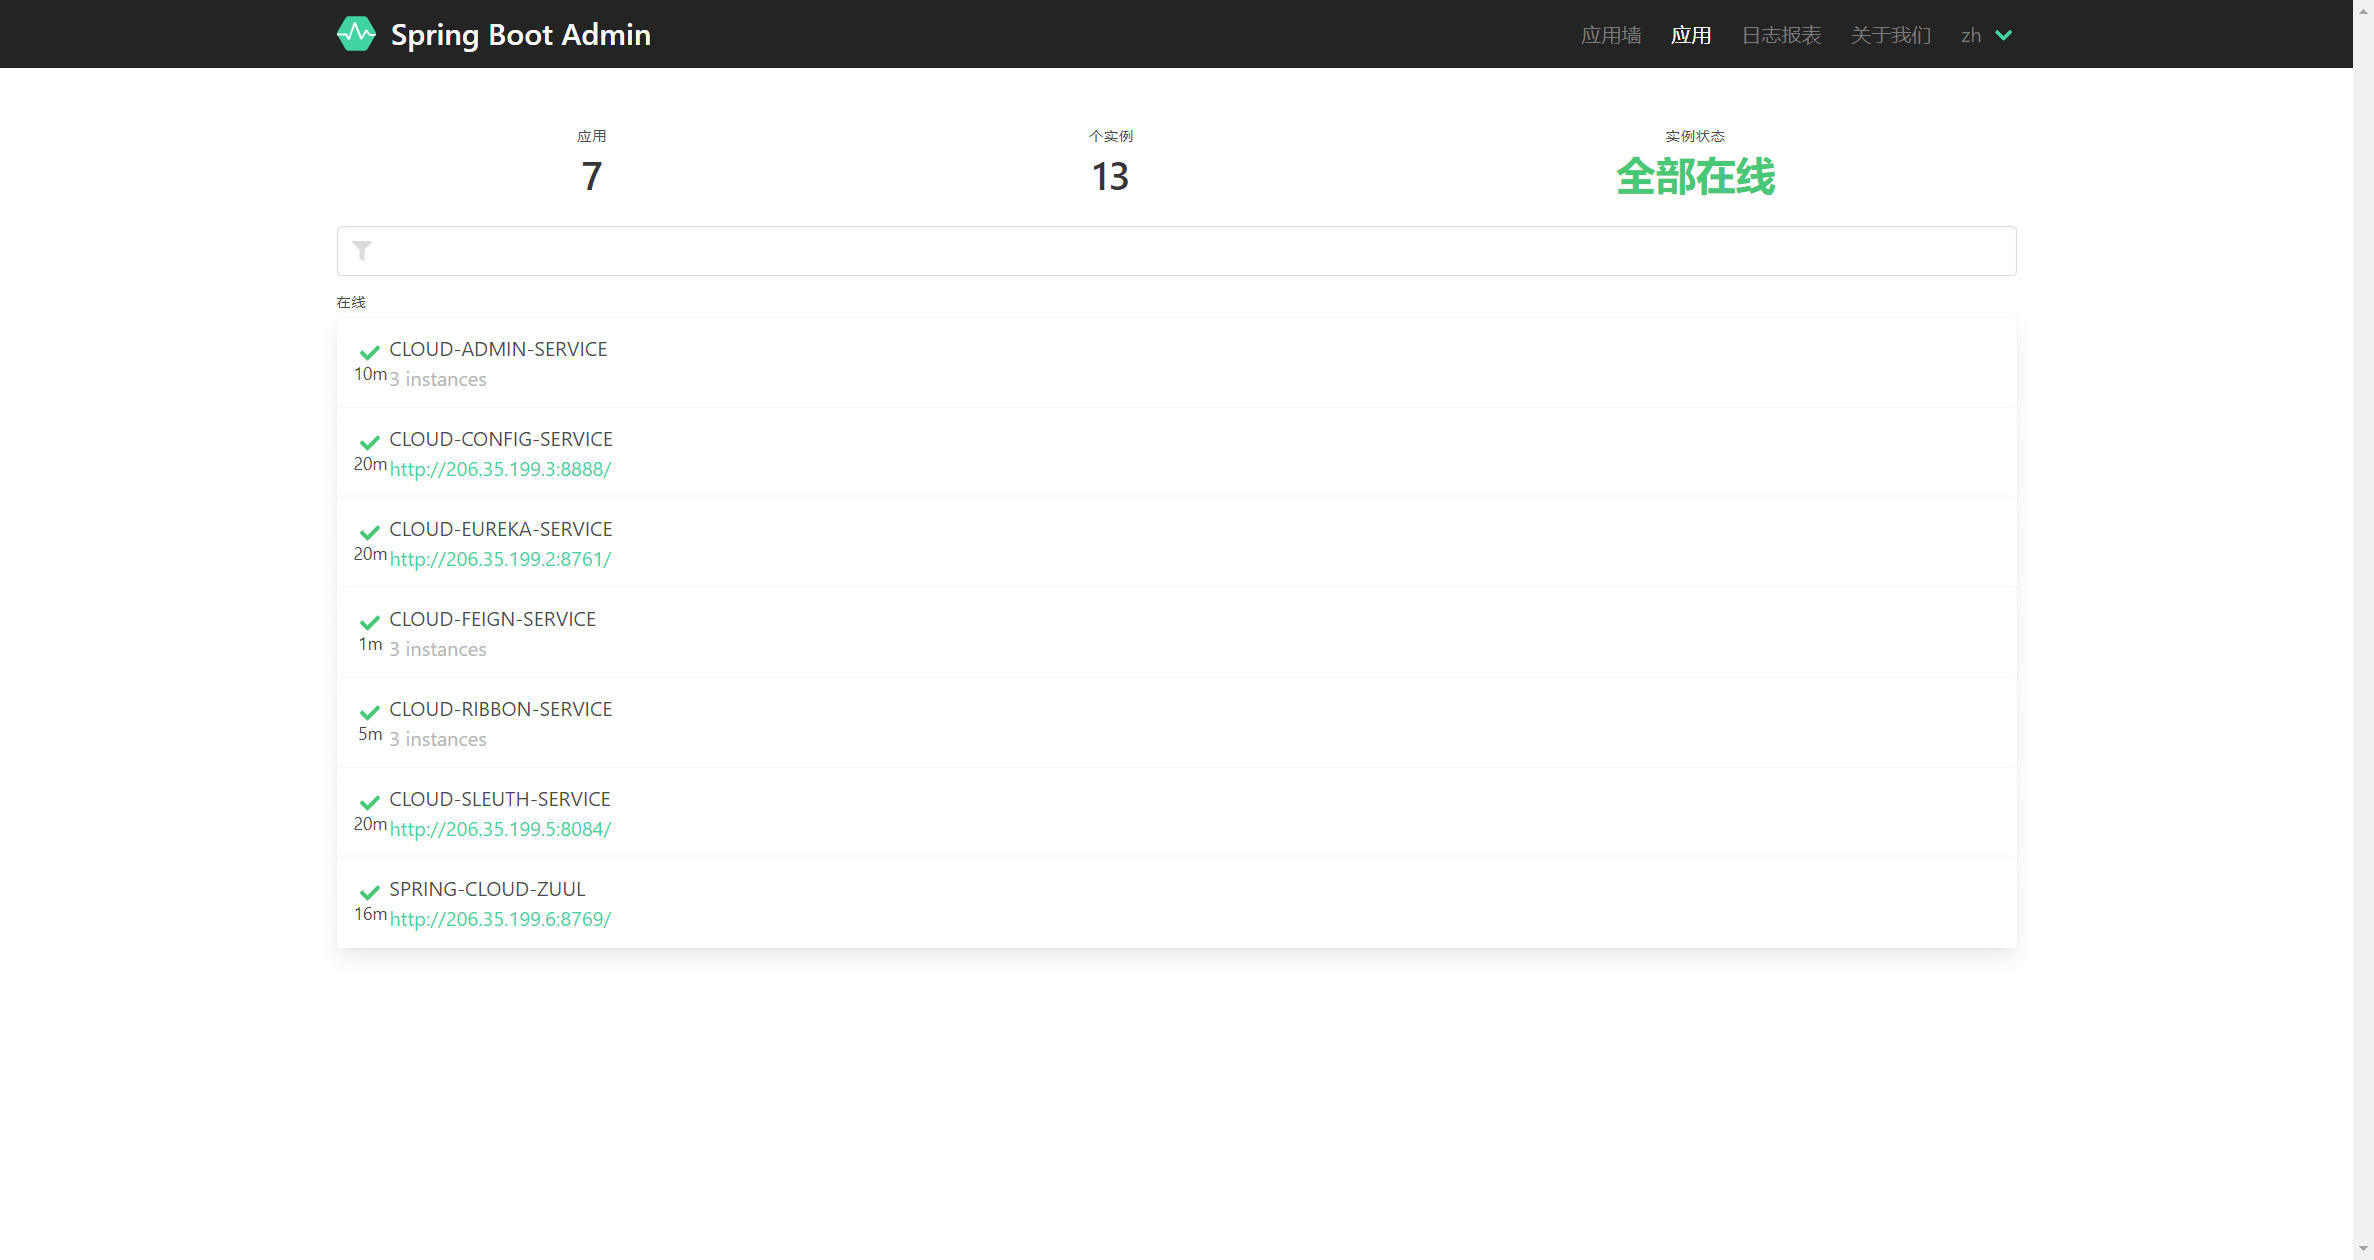 Spring Boot Admin
应用墙 应用 日志报表 关于我们 zh
应用 个实例 实例状态
7 13 全部在线
在线
CLOUD-ADMIN-SERVICE
10m 3 instances
CLOUD-CONFIG-SERVICE
20m http://206.35.199.3:8888/
CLOUD-EUREKA-SERVICE
20m http://206.35.199.2:8761/
CLOUD-FEIGN-SERVICE
1m 3 instances
CLOUD-RIBBON-SERVICE
5m 3 instances
CLOUD-SLEUTH-SERVICE
20m http://206.35.199.5:8084/
SPRING-CLOUD-ZUUL
16m http://206.35.199.6:8769/